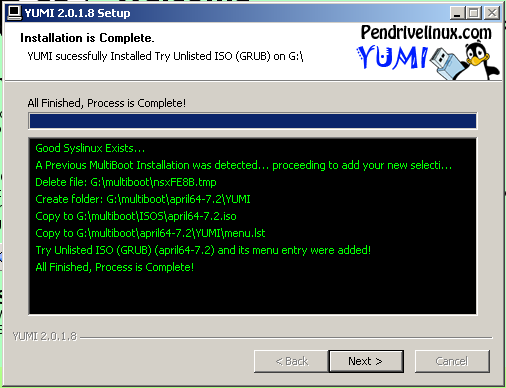 YUMI 2.0.1.8 Setup
Installation is Complete.
YUMI sucessfully Installed Try Unlisted ISO (GRUB) on G:\
Pendrivelinux.com
YUMI
All Finished, Process is Complete!
Good Syslinux Exists...
A Previous MultiBoot Installation was detected... proceeding to add your new selecti...
Delete file: G:\multiboot\nsxFE8B.tmp
Create folder: G:\multiboot\april64-7.2\YUMI
Copy to G:\multiboot\ISOS\april64-7.2.iso
Copy to G:\multiboot\april64-7.2\YUMI\menu.lst
Try Unlisted ISO (GRUB) (april64-7.2) and its menu entry were added!
All Finished, Process is Complete!
YUMI 2.0.1.8
< Back
Next >
Cancel